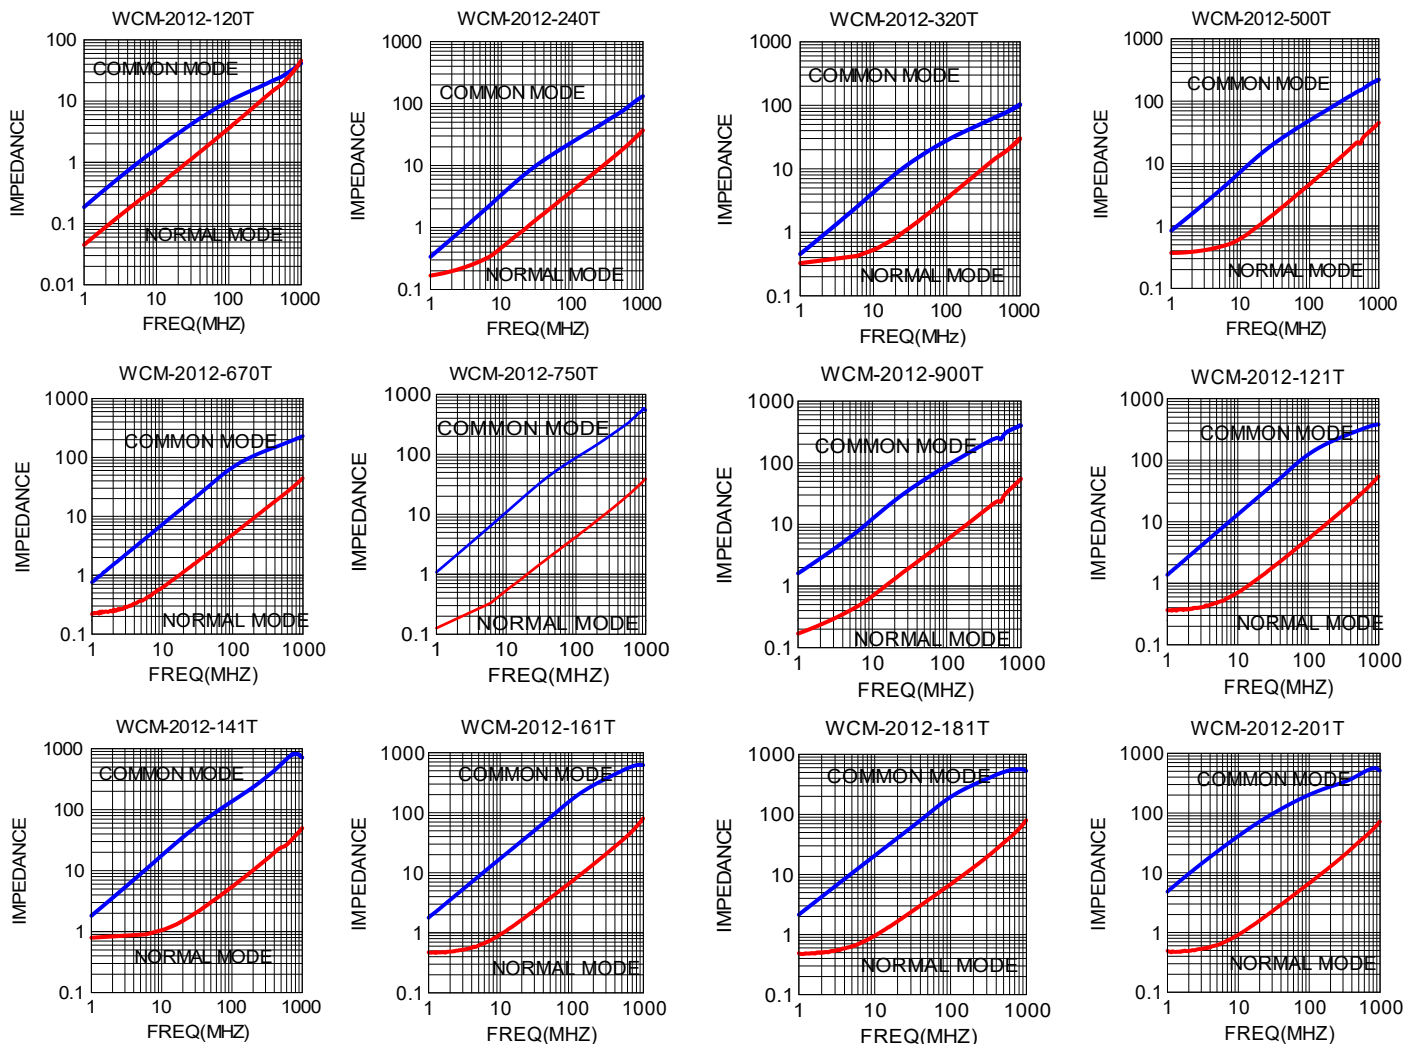 WCM-2012-120T
100
10
1
0.1
0.01
IMPEDANCE
COMMON MODE
NORMAL MODE
1 10 100 1000
FREQ(MHZ)
WCM-2012-240T
1000
100
10
1
0.1
IMPEDANCE
COMMON MODE
NORMAL MODE
1 10 100 1000
FREQ(MHZ)
WCM-2012-320T
1000
100
10
1
0.1
IMPEDANCE
COMMON MODE
NORMAL MODE
1 10 100 1000
FREQ(MHz)
WCM-2012-500T
1000
100
10
1
0.1
IMPEDANCE
COMMON MODE
NORMAL MODE
1 10 100 1000
FREQ(MHZ)
WCM-2012-670T
1000
100
10
1
0.1
IMPEDANCE
COMMON MODE
NORMAL MODE
1 10 100 1000
FREQ(MHZ)
WCM-2012-750T
1000
100
10
1
0.1
IMPEDANCE
COMMON MODE
NORMAL MODE
1 10 100 1000
FREQ(MHZ)
WCM-2012-900T
1000
100
10
1
0.1
IMPEDANCE
COMMON MODE
NORMAL MODE
1 10 100 1000
FREQ(MHZ)
WCM-2012-121T
1000
100
10
1
0.1
IMPEDANCE
COMMON MODE
NORMAL MODE
1 10 100 1000
FREQ(MHZ)
WCM-2012-141T
1000
100
10
1
0.1
IMPEDANCE
COMMON MODE
NORMAL MODE
1 10 100 1000
FREQ(MHZ)
WCM-2012-161T
1000
100
10
1
0.1
IMPEDANCE
COMMON MODE
NORMAL MODE
1 10 100 1000
FREQ(MHZ)
WCM-2012-181T
1000
100
10
1
0.1
IMPEDANCE
COMMON MODE
NORMAL MODE
1 10 100 1000
FREQ(MHZ)
WCM-2012-201T
1000
100
10
1
0.1
IMPEDANCE
COMMON MODE
NORMAL MODE
1 10 100 1000
FREQ(MHZ)